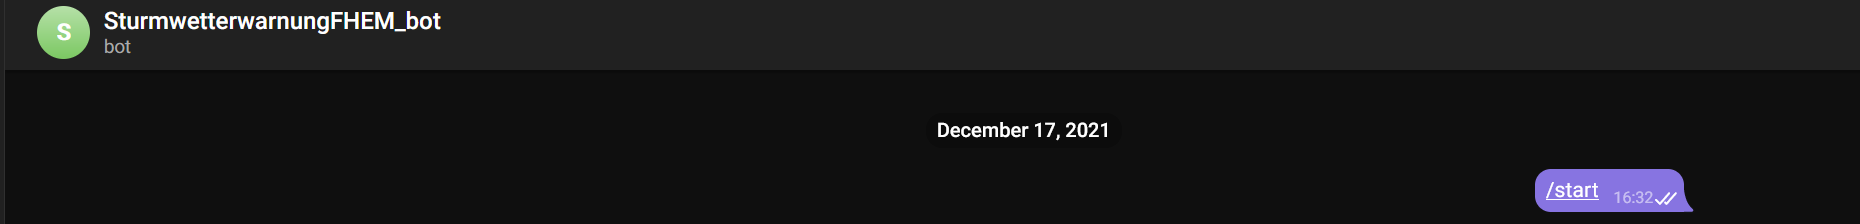 S
SturmwetterwarnungFHEM_bot
bot
December 17, 2021
/start 16:32